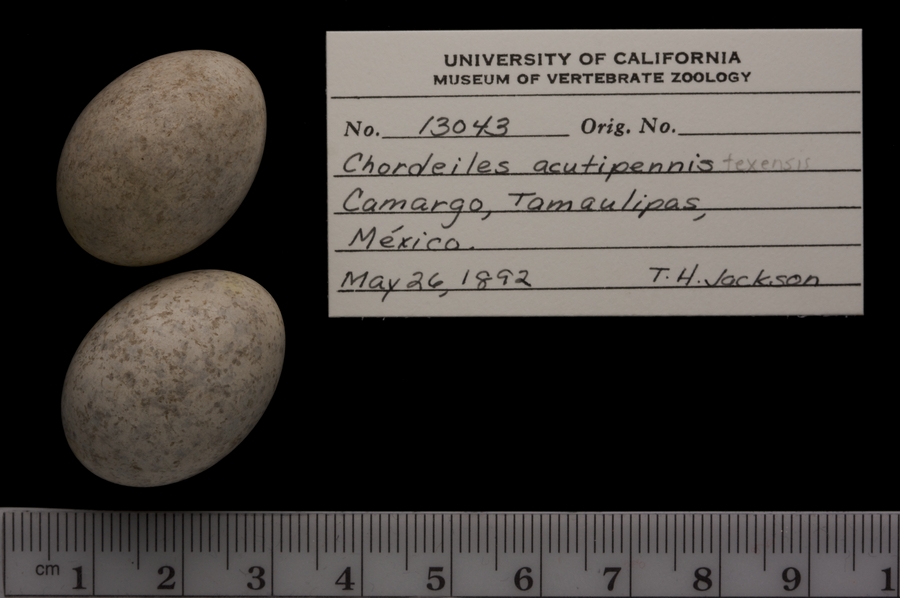 UNIVERSITY OF CALIFORNIA
MUSEUM OF VERTEBRATE ZOOLOGY
No. 13043 Orig. No.
Chordeiles acutipennis texensis
Camargo, Tamaulipas,
México.
May 26, 1892 T. H. Jackson
cm 1 2 3 4 5 6 7 8 9 1